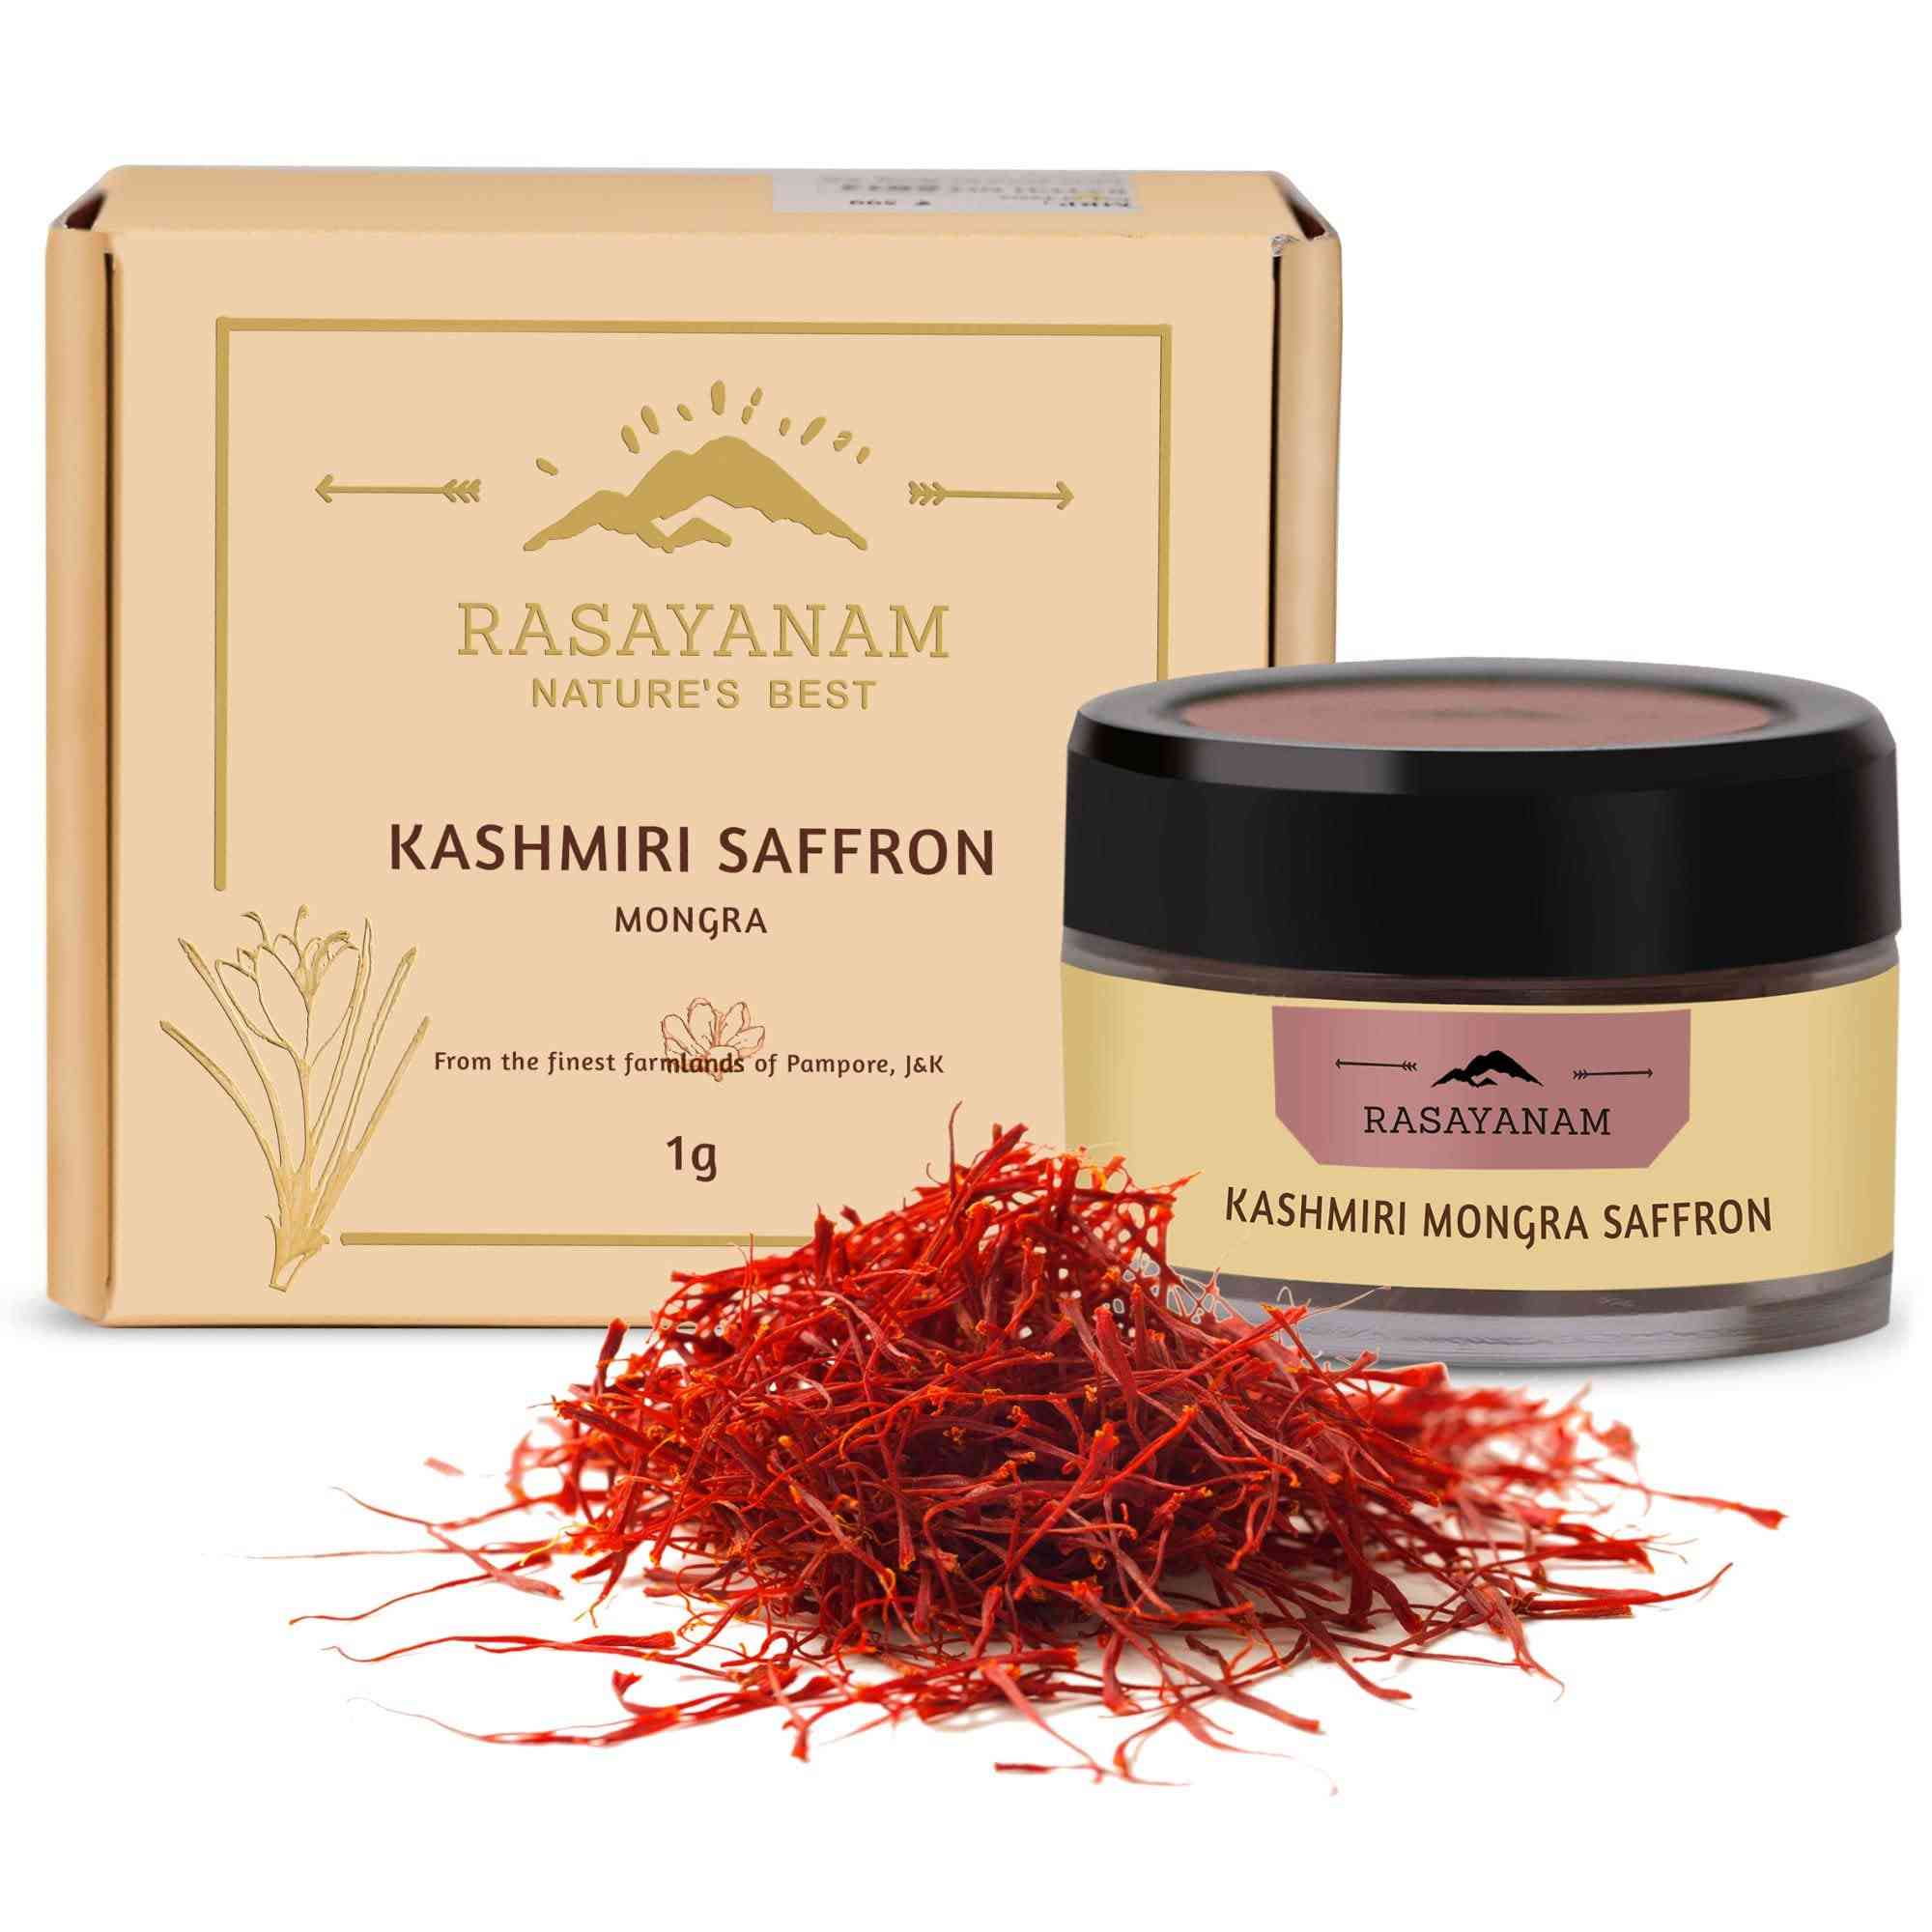 RASAYANAM
NATURE'S BEST
KASHMIRI SAFFRON
MONGRA
From the finest farmlands of Pampore, J&K
1g
RASAYANAM
KASHMIRI MONGRA SAFFRON